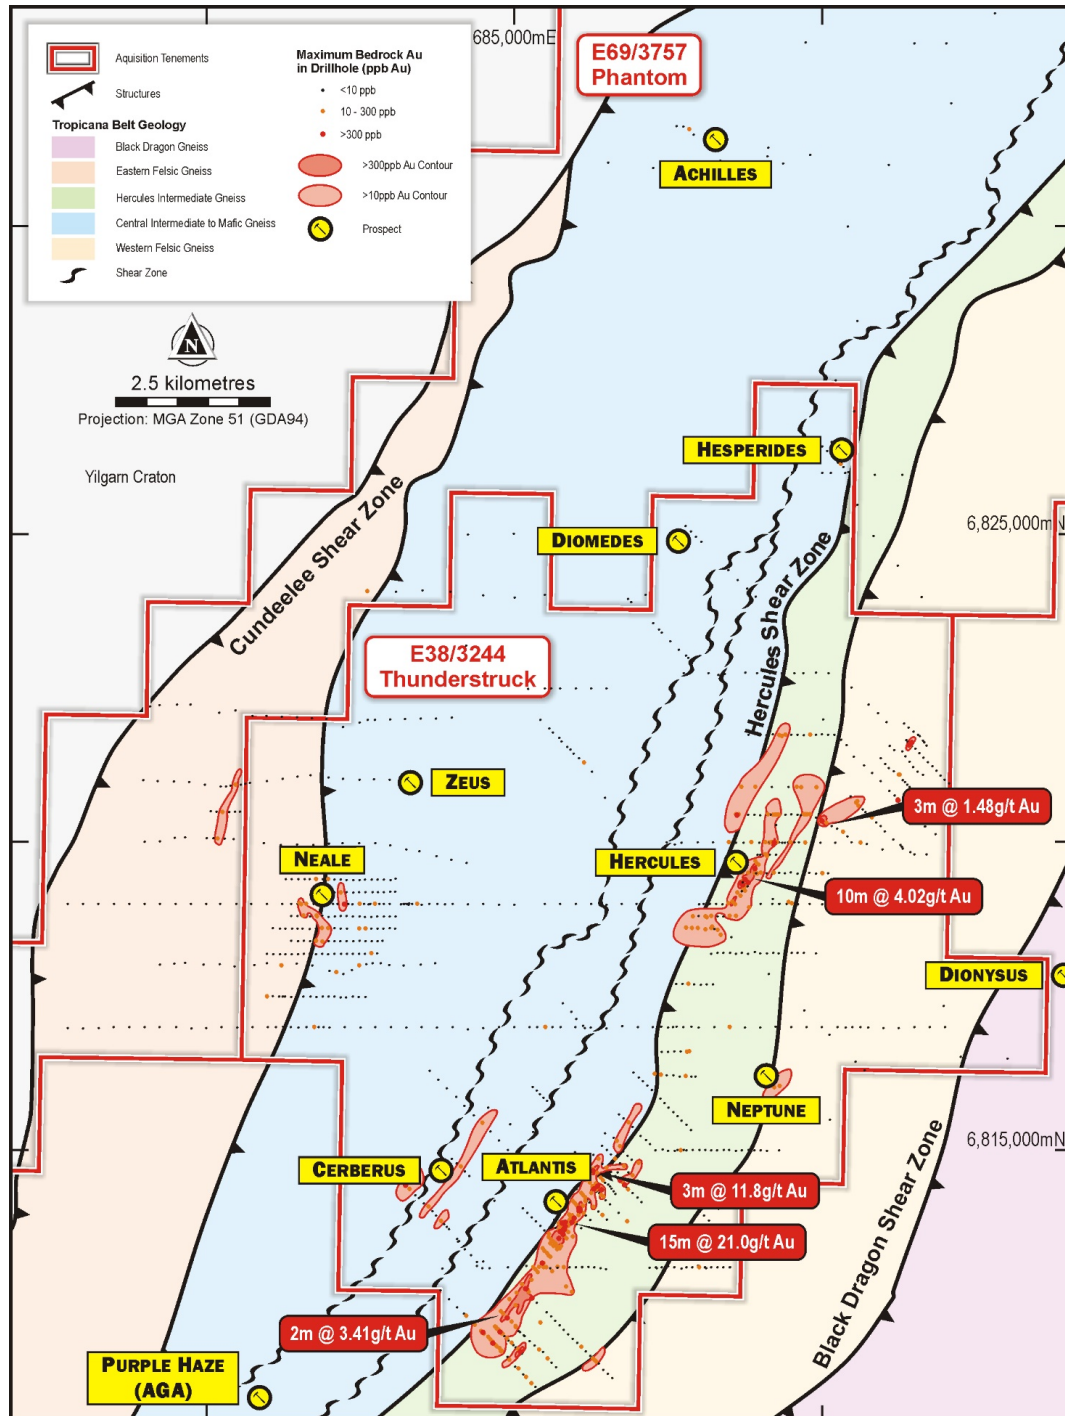 685,000mE
E69/3757
Phantom
Aquisition Tenements
Structures
Tropicana Belt Geology
Black Dragon Gneiss
Eastern Felsic Gneiss
Hercules Intermediate Gneiss
Central Intermediate to Mafic Gneiss
Western Felsic Gneiss
Shear Zone
Maximum Bedrock Au
in Drillhole (ppb Au)
<10 ppb
10 - 300 ppb
>300 ppb
>300ppb Au Contour
>10ppb Au Contour
Prospect
ACHILLES
N
2.5 kilometres
Projection: MGA Zone 51 (GDA94)
Yilgarn Craton
HESPERIDES
6,825,000mN
DIOMEDES
Cundeelee Shear Zone
Hercules Shear Zone
E38/3244
Thunderstruck
ZEUS
3m @ 1.48g/t Au
NEALE
HERCULES
10m @ 4.02g/t Au
DIONYSUS
NEPTUNE
6,815,000mN
CERBERUS
ATLANTIS
3m @ 11.8g/t Au
15m @ 21.0g/t Au
Black Dragon Shear Zone
2m @ 3.41g/t Au
PURPLE HAZE
(AGA)